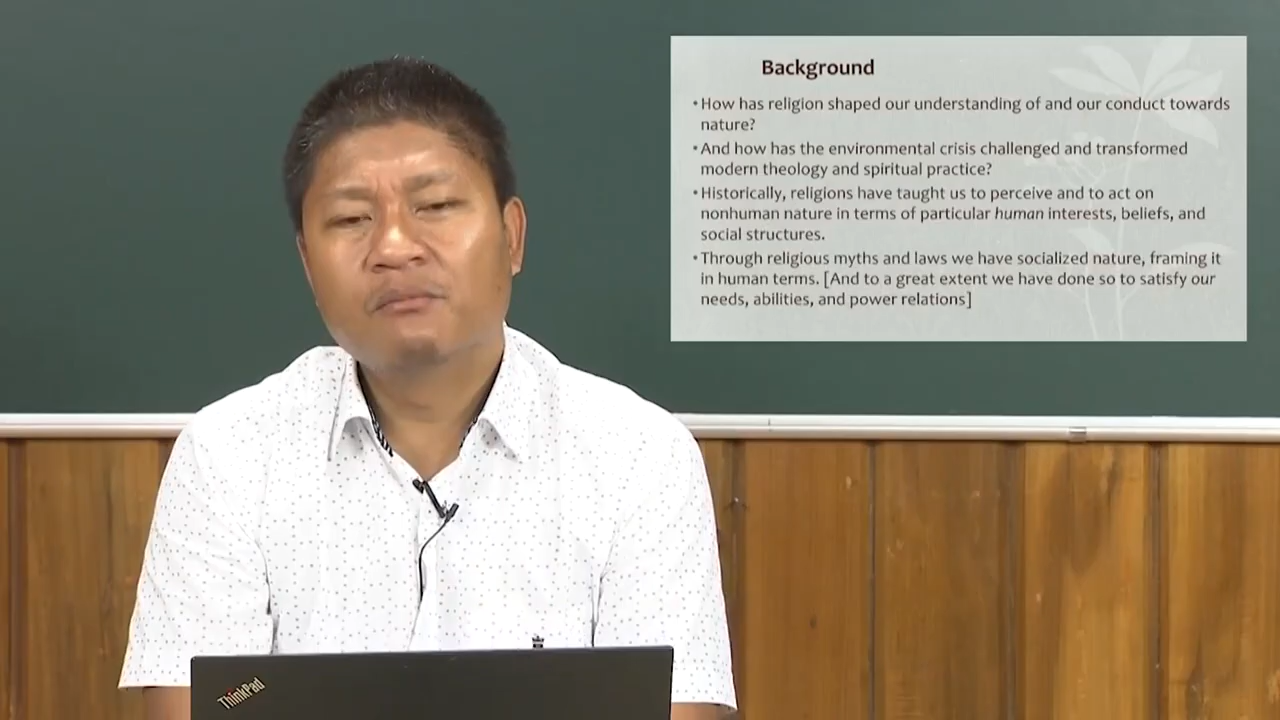 Background
•How has religion shaped our understanding of and our conduct towards
nature?
•And how has the environmental crisis challenged and transformed
modern theology and spiritual practice?
•Historically, religions have taught us to perceive and to act on
nonhuman nature in terms of particular human interests, beliefs, and
social structures.
•Through religious myths and laws we have socialized nature, framing it
in human terms. [And to a great extent we have done so to satisfy our
needs, abilities, and power relations]
ThinkPad